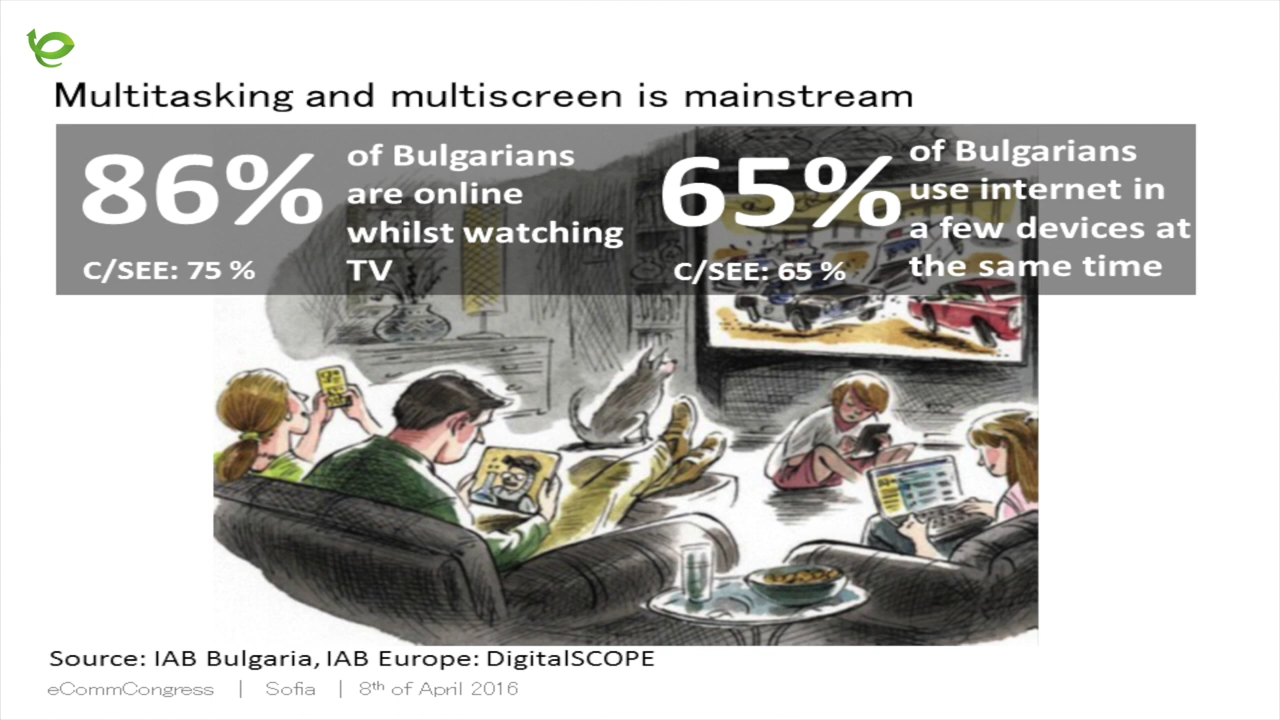 Multitasking and multiscreen is mainstream
86%
of Bulgarians
are online
whilst watching
TV
C/SEE: 75 %
65%
of Bulgarians
use internet in
a few devices at
the same time
C/SEE: 65 %
Source: IAB Bulgaria, IAB Europe: DigitalSCOPE
eCommCongress | Sofia | 8th of April 2016